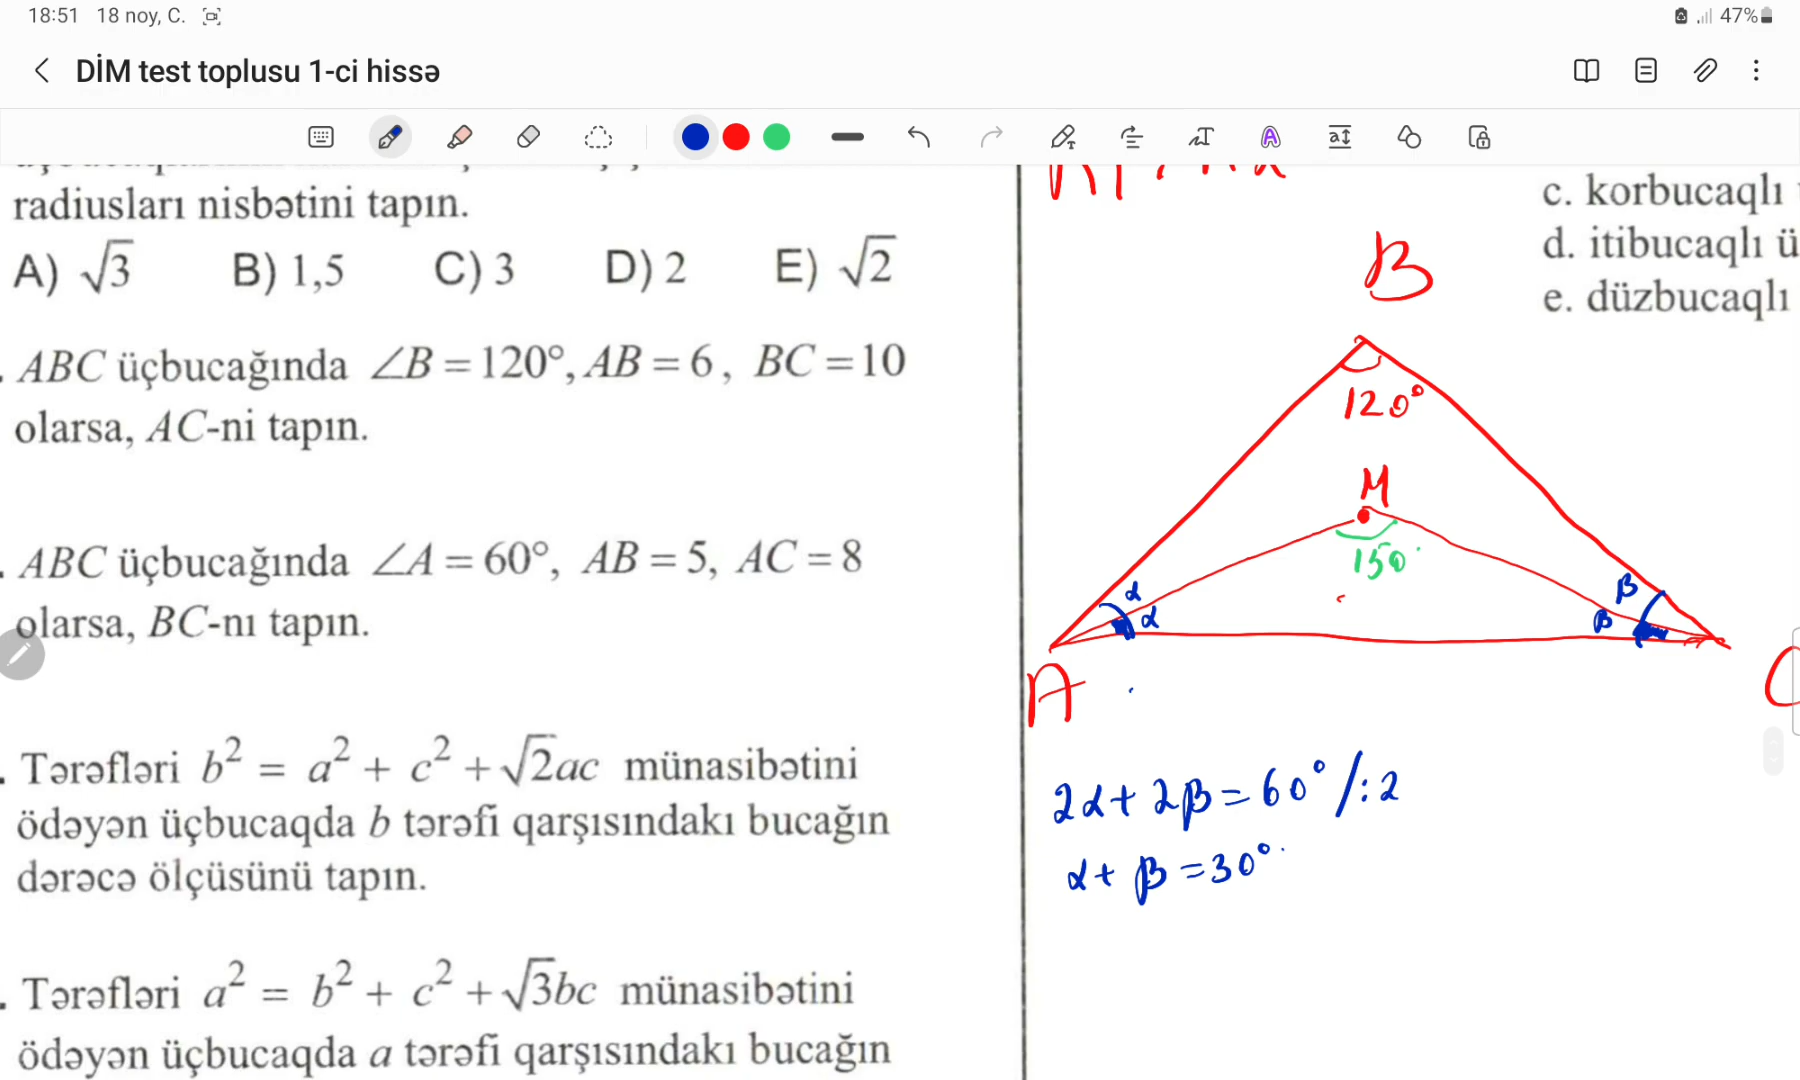 18:51 18 noy, C.
47%
DİM test toplusu 1-ci hissə
radiusları nisbətini tapın.
A) √3 B) 1,5 C) 3 D) 2 E) √2
. ABC üçbucağında ∠B = 120°, AB = 6, BC = 10
olarsa, AC-ni tapın.
. ABC üçbucağında ∠A = 60°, AB = 5, AC = 8
olarsa, BC-nı tapın.
. Tərəfləri b² = a² + c² + √2ac münasibətini
ödəyən üçbucaqda b tərəfi qarşısındakı bucağın
dərəcə ölçüsünü tapın.
. Tərəfləri a² = b² + c² + √3bc münasibətini
ödəyən üçbucaqda a tərəfi qarşısındakı bucağın
c. korbucaqlı
d. itibucaqlı ü
e. düzbucaqlı
B
120°
M
150°
α
α
β
β
A
C
2α + 2β = 60° /:2
α + β = 30°